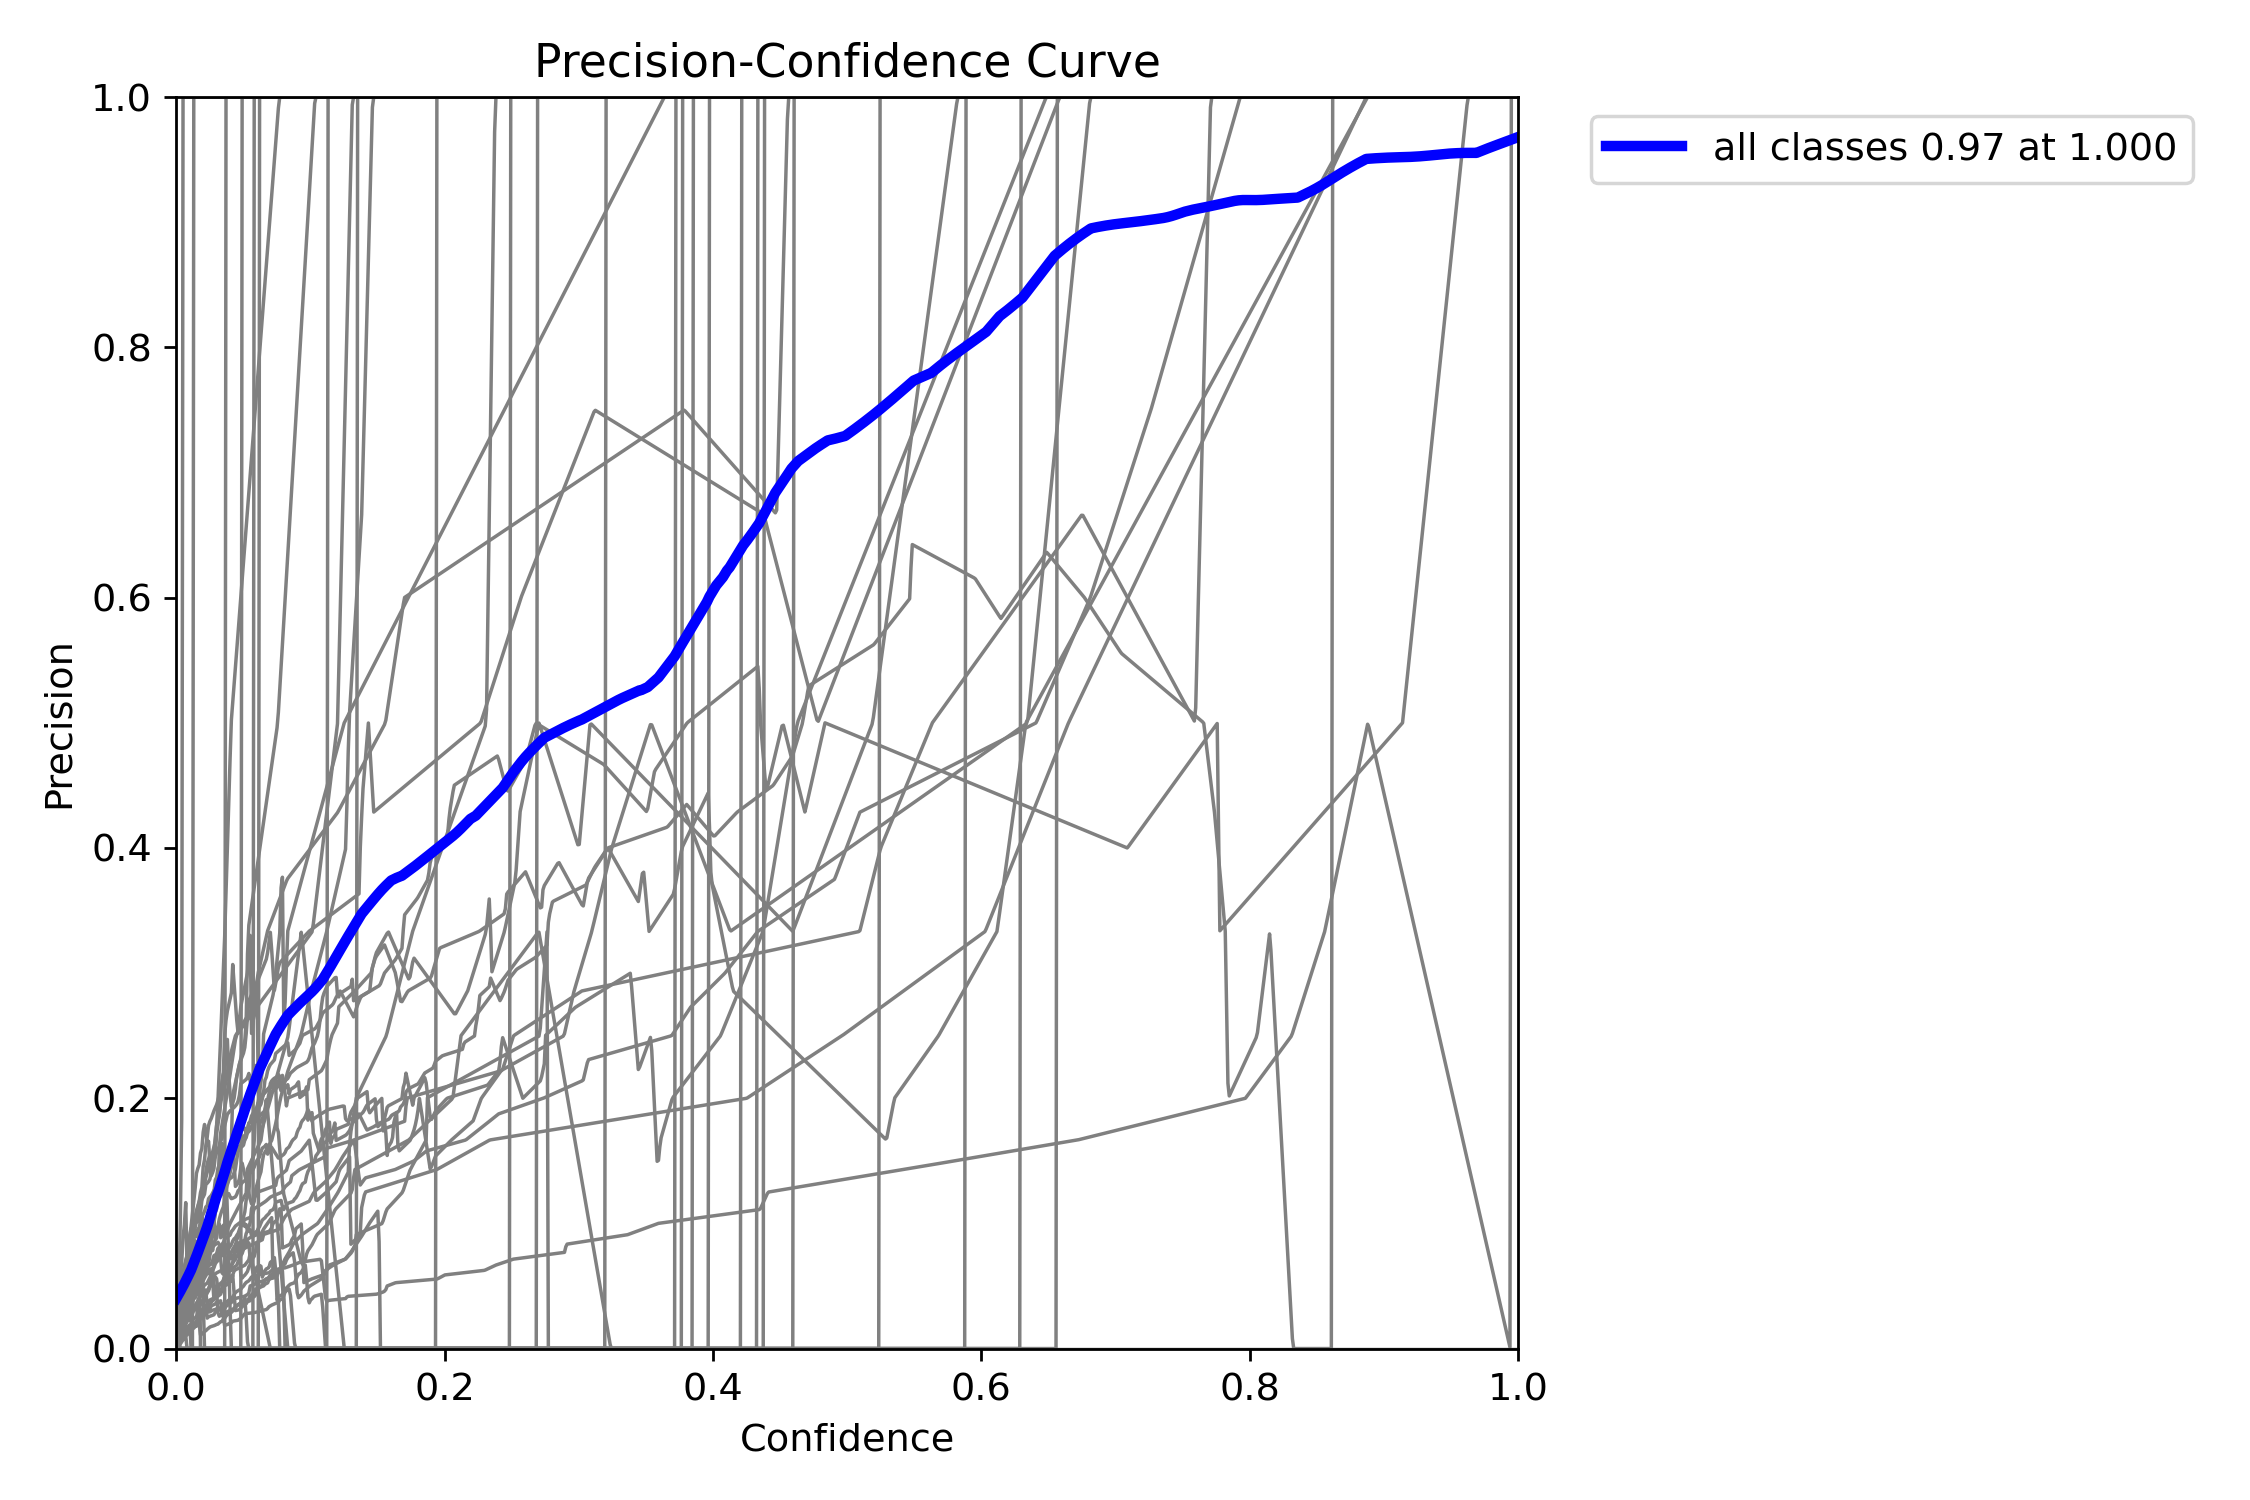 Precision-Confidence Curve
all classes 0.97 at 1.000
1.0
0.8
0.6
0.4
0.2
0.0
Precision
0.0 0.2 0.4 0.6 0.8 1.0
Confidence